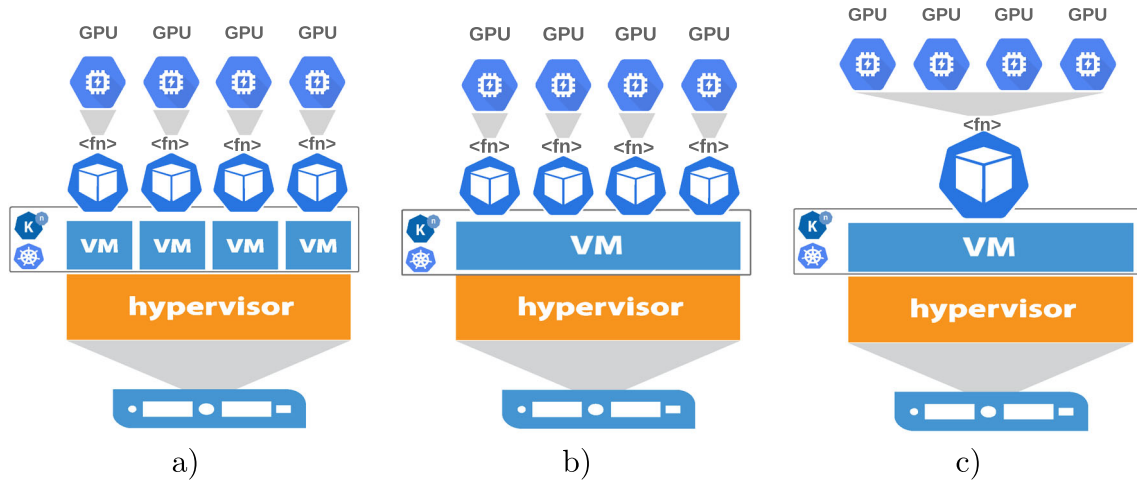 GPU GPU GPU GPU
<fn> <fn> <fn> <fn>
K n
VM VM VM VM
hypervisor
a)
GPU GPU GPU GPU
<fn> <fn> <fn> <fn>
K n
VM
hypervisor
b)
GPU GPU GPU GPU
<fn>
K n
VM
hypervisor
c)